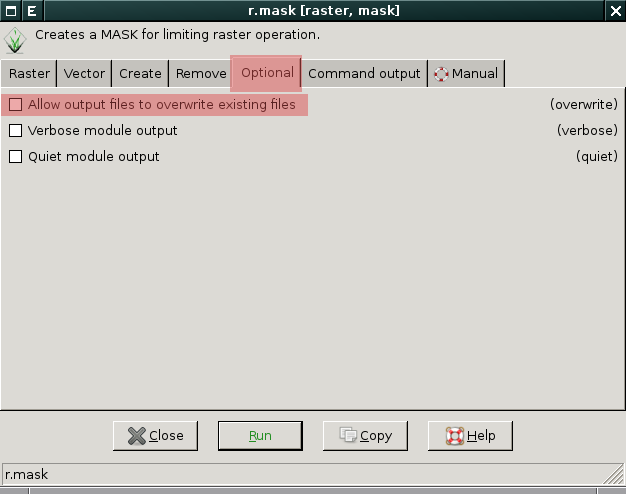 E r.mask [raster, mask]
Creates a MASK for limiting raster operation.
Raster Vector Create Remove Optional Command output Manual
Allow output files to overwrite existing files (overwrite)
Verbose module output (verbose)
Quiet module output (quiet)
Close Run Copy Help
r.mask